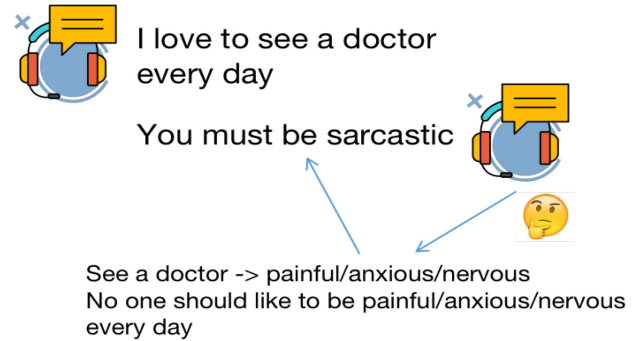 I love to see a doctor
every day
You must be sarcastic
See a doctor -> painful/anxious/nervous
No one should like to be painful/anxious/nervous
every day